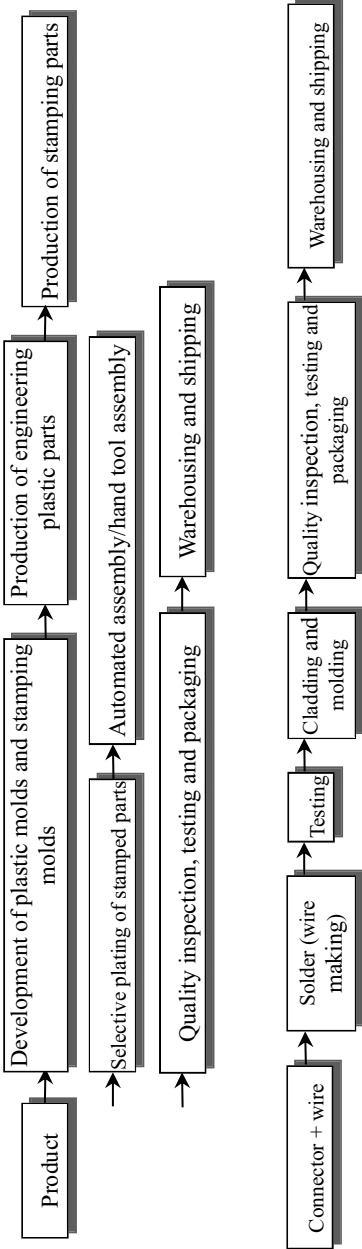 Product
Development of plastic molds and stamping
molds
Production of engineering
plastic parts
Production of stamping parts
Selective plating of stamped parts
Automated assembly/hand tool assembly
Quality inspection, testing and packaging
Warehousing and shipping
Connector + wire
Solder (wire
making)
Testing
Cladding and
molding
Quality inspection, testing and
packaging
Warehousing and shipping